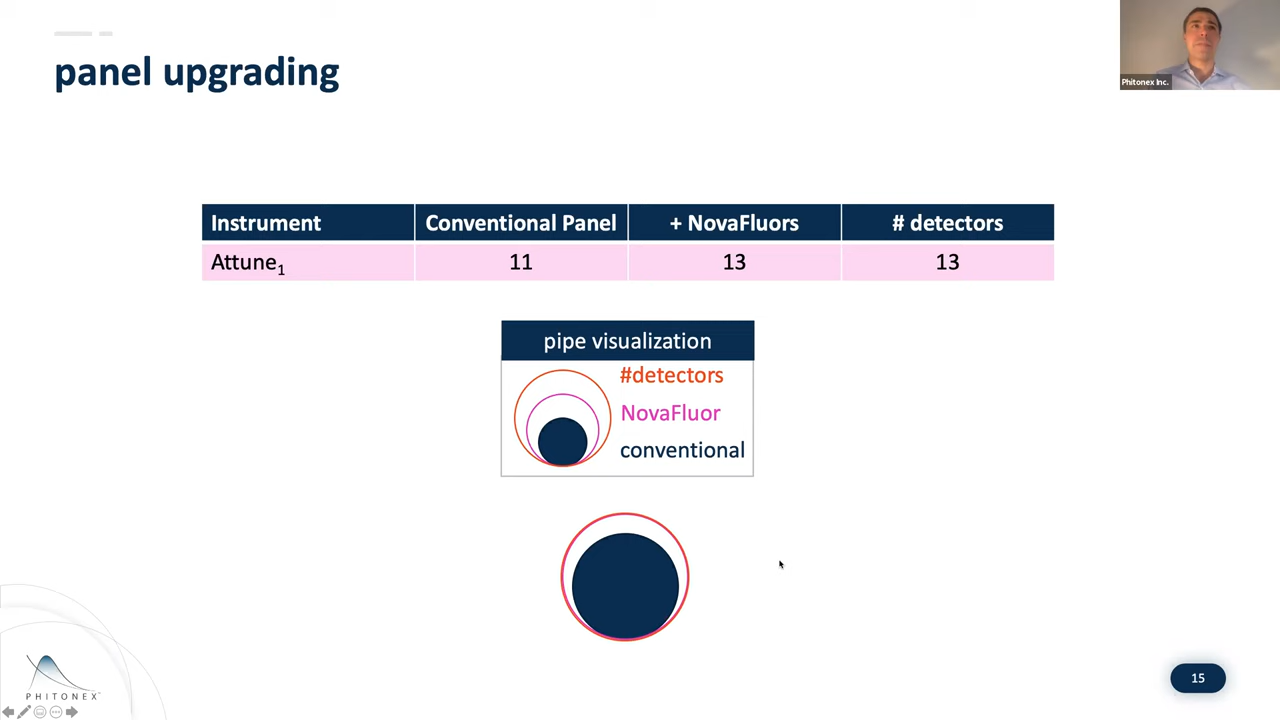 panel upgrading
Phitonex Inc.
Instrument Conventional Panel + NovaFluors # detectors
Attune1 11 13 13
pipe visualization
#detectors
NovaFluor
conventional
PHITONEX
15